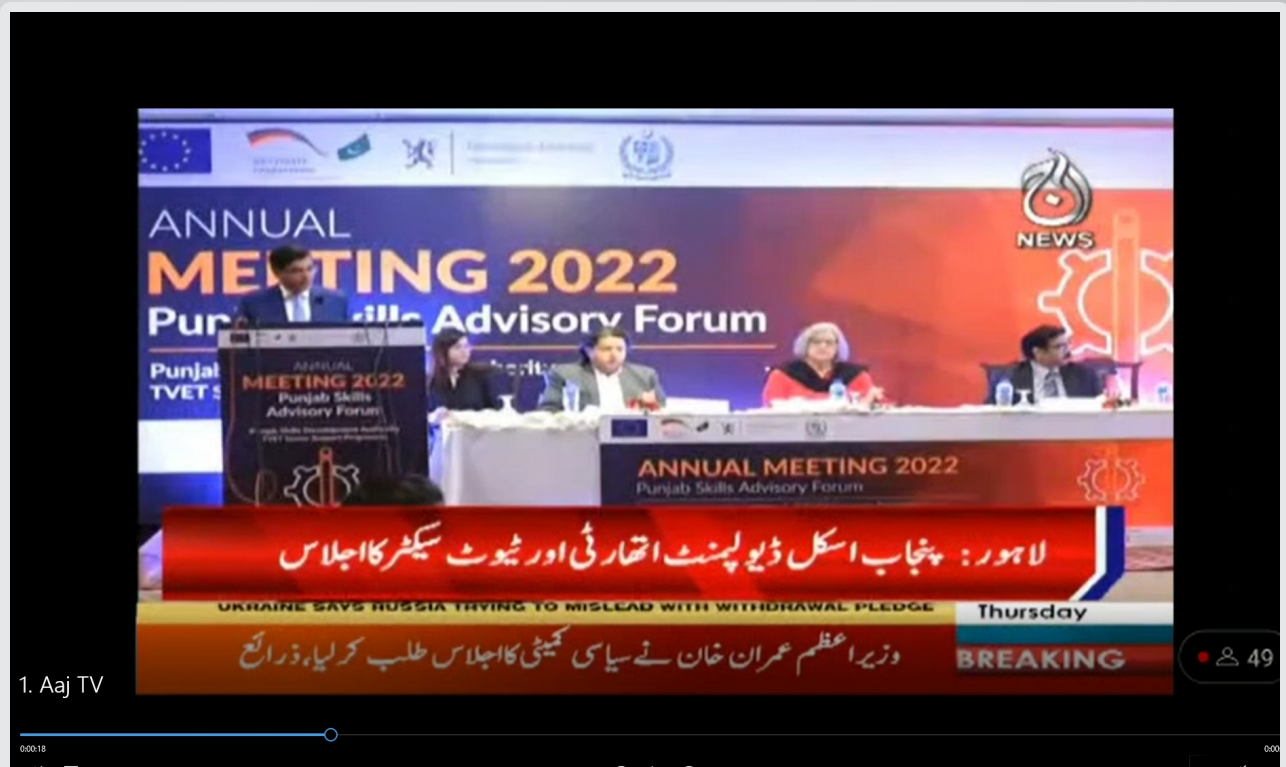 ANNUAL
MEETING 2022
Advisory Forum
Punjab
TVET
NEWS
ANNUAL
MEETING 2022
Punjab Skills
Advisory Forum
ANNUAL MEETING 2022
Punjab Skills Advisory Forum
لاہور: پنجاب اسکل ڈیولپمنٹ اتھارٹی اور ٹیوٹ سیکٹر کا اجلاس
UKRAINE SAYS RUSSIA TRYING TO MISLEAD WITH WITHDRAWAL PLEDGE
Thursday
وزیراعظم عمران خان نے سیاسی کمیٹی کا اجلاس طلب کرلیا، ذرائع
BREAKING
49
1. Aaj TV
0:00:18
0:00: